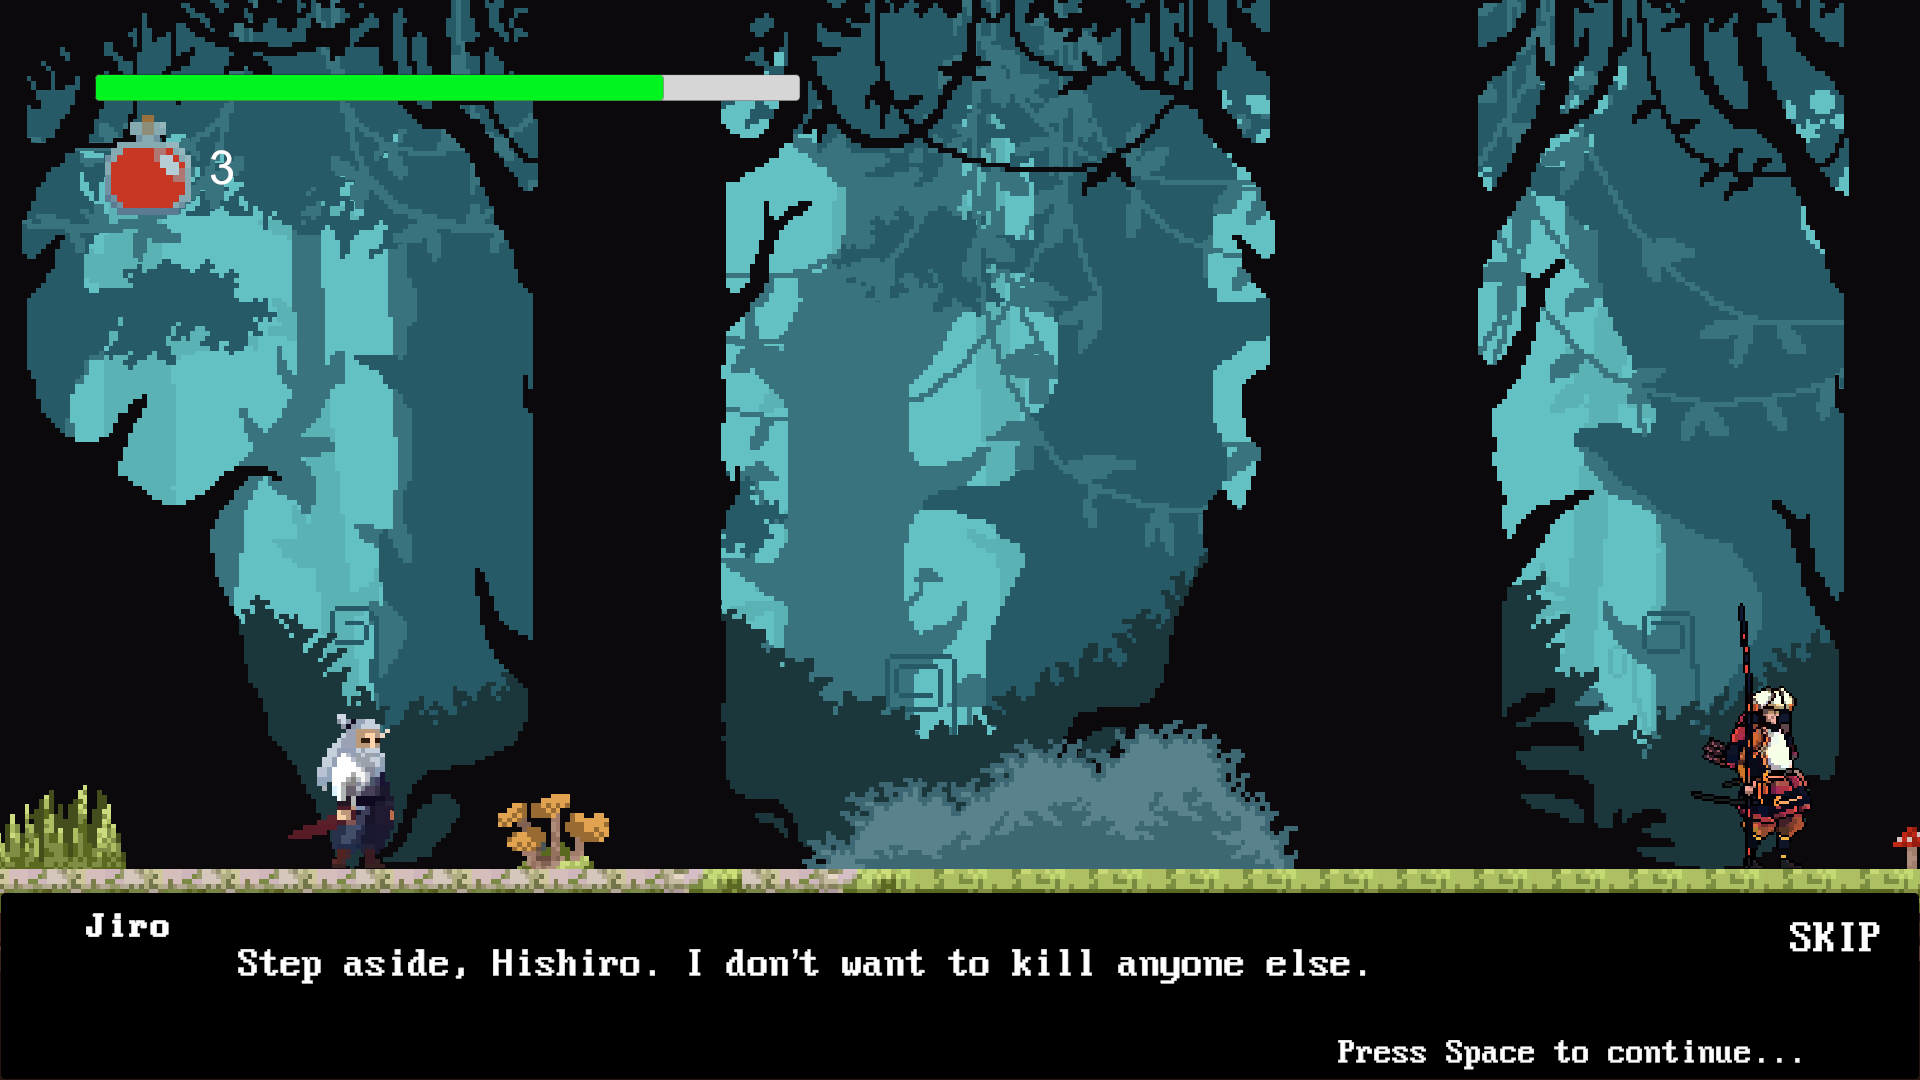 3
Jiro
SKIP
Step aside, Hishiro. I don't want to kill anyone else.
Press Space to continue...